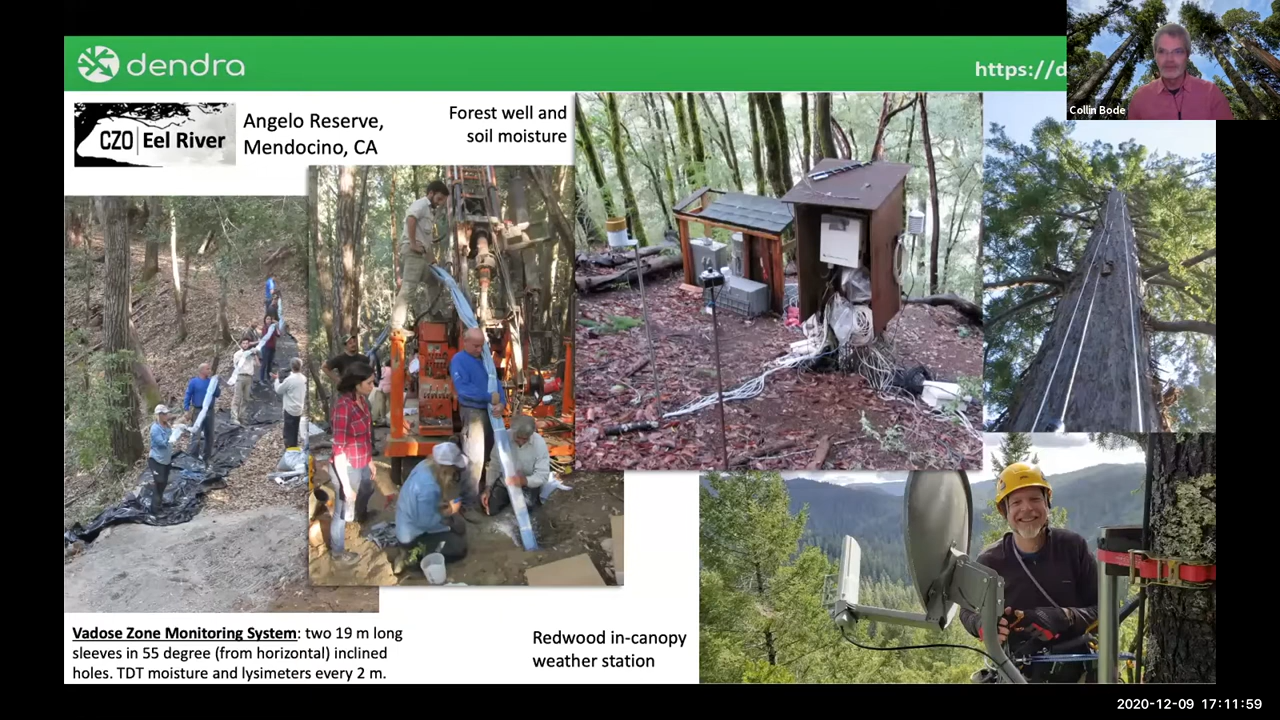 dendra
https://d
Collin Bode
CZO Eel River
Angelo Reserve,
Mendocino, CA
Forest well and
soil moisture
Vadose Zone Monitoring System: two 19 m long
sleeves in 55 degree (from horizontal) inclined
holes. TDT moisture and lysimeters every 2 m.
Redwood in-canopy
weather station
2020-12-09 17:11:59